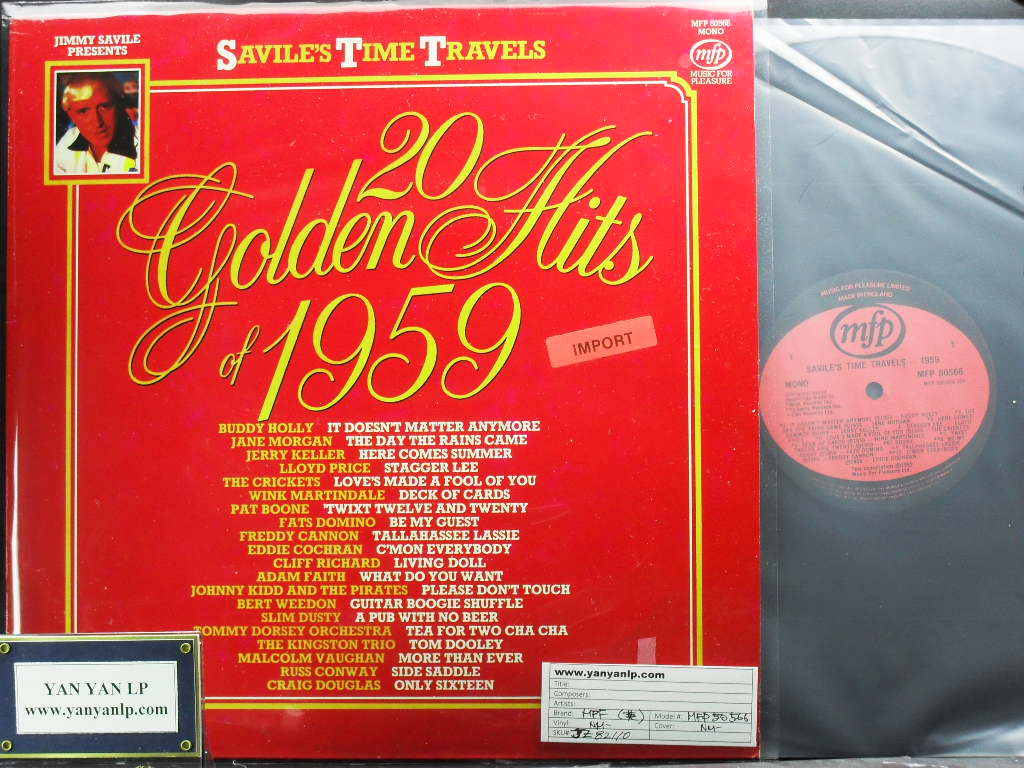 JIMMY SAVILE
PRESENTS
SAVILE'S TIME TRAVELS
MFP 50566
MONO
mfp
MUSIC FOR
PLEASURE
20
Golden Hits
of 1959
IMPORT
BUDDY HOLLY IT DOESN'T MATTER ANYMORE
JANE MORGAN THE DAY THE RAINS CAME
JERRY KELLER HERE COMES SUMMER
LLOYD PRICE STAGGER LEE
THE CRICKETS LOVE'S MADE A FOOL OF YOU
WINK MARTINDALE DECK OF CARDS
PAT BOONE 'TWIXT TWELVE AND TWENTY
FATS DOMINO BE MY GUEST
FREDDY CANNON TALLAHASSEE LASSIE
EDDIE COCHRAN C'MON EVERYBODY
CLIFF RICHARD LIVING DOLL
ADAM FAITH WHAT DO YOU WANT
JOHNNY KIDD AND THE PIRATES PLEASE DON'T TOUCH
BERT WEEDON GUITAR BOOGIE SHUFFLE
SLIM DUSTY A PUB WITH NO BEER
TOMMY DORSEY ORCHESTRA TEA FOR TWO CHA CHA
THE KINGSTON TRIO TOM DOOLEY
MALCOLM VAUGHAN MORE THAN EVER
RUSS CONWAY SIDE SADDLE
CRAIG DOUGLAS ONLY SIXTEEN
YAN YAN LP
www.yanyanlp.com
www.yanyanlp.com
Title:
Composers:
Artists:
Brand: MPF Model #: MFP 50566
Vinyl: NM- Cover: NM-
SKU# JZ 82110
MUSIC FOR PLEASURE LIMITED
MADE IN ENGLAND
mfp
SAVILE'S TIME TRAVELS 1959
MONO MFP 50566